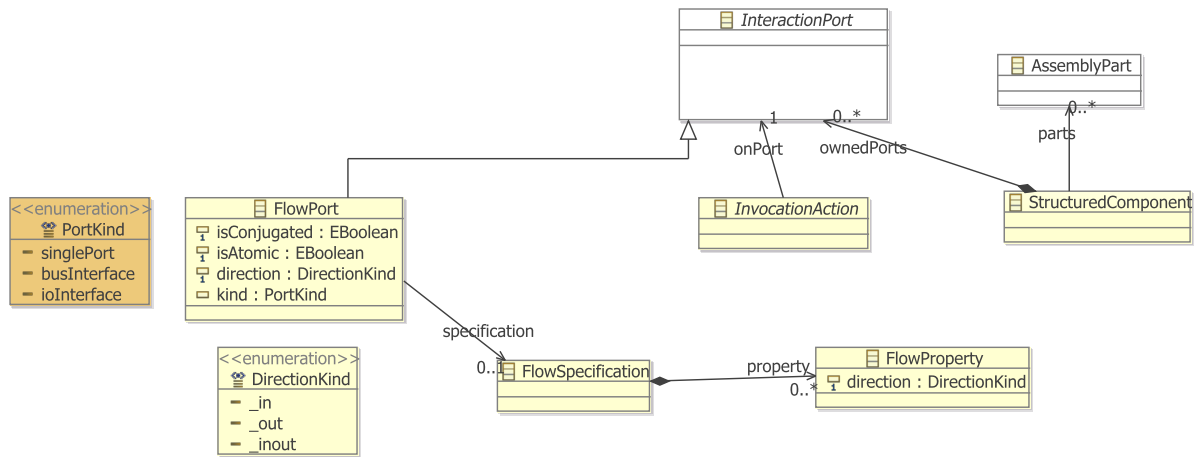 InteractionPort
AssemblyPart
1
0..*
0..*
parts
onPort
ownedPorts
<<enumeration>>
PortKind
singlePort
busInterface
ioInterface
FlowPort
isConjugated : EBoolean
isAtomic : EBoolean
direction : DirectionKind
kind : PortKind
InvocationAction
StructuredComponent
specification
0..1
<<enumeration>>
DirectionKind
_in
_out
_inout
FlowSpecification
property
0..*
FlowProperty
direction : DirectionKind